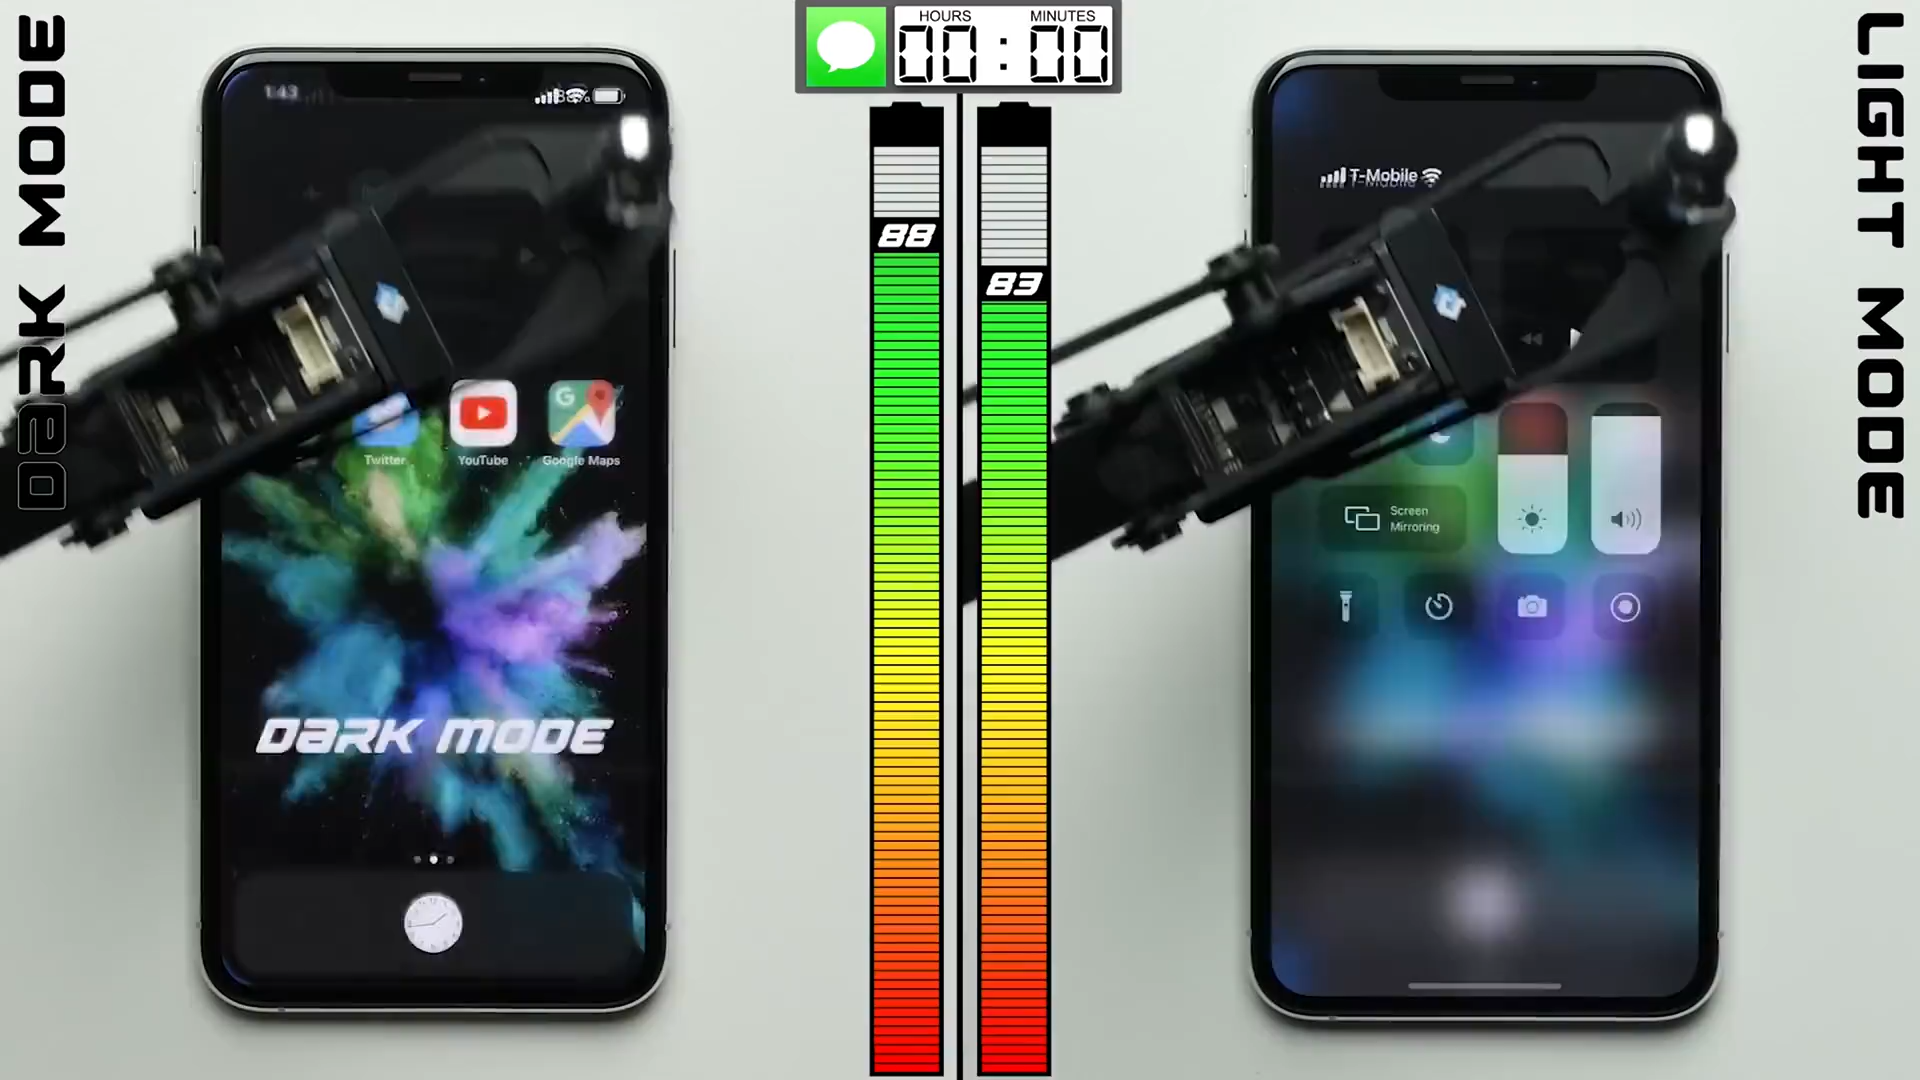 DARK MODE
HOURS MINUTES
00:00
LIGHT MODE
1:43
T-Mobile
88
83
Twitter YouTube Google Maps
Screen
Mirroring
DARK MODE